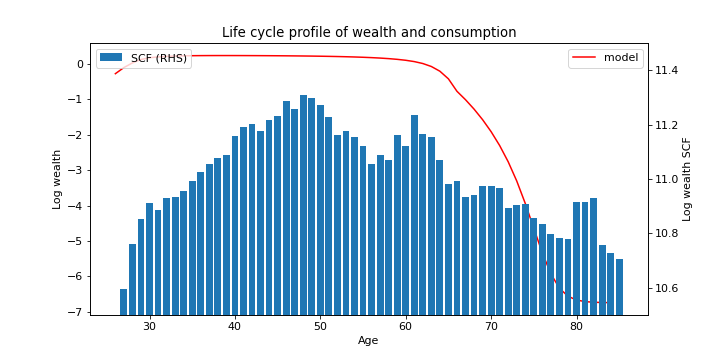 Life cycle profile of wealth and consumption
SCF (RHS)
model
0
−1
−2
−3
−4
−5
−6
−7
Log wealth
11.4
11.2
11.0
10.8
10.6
Log wealth SCF
30 40 50 60 70 80
Age